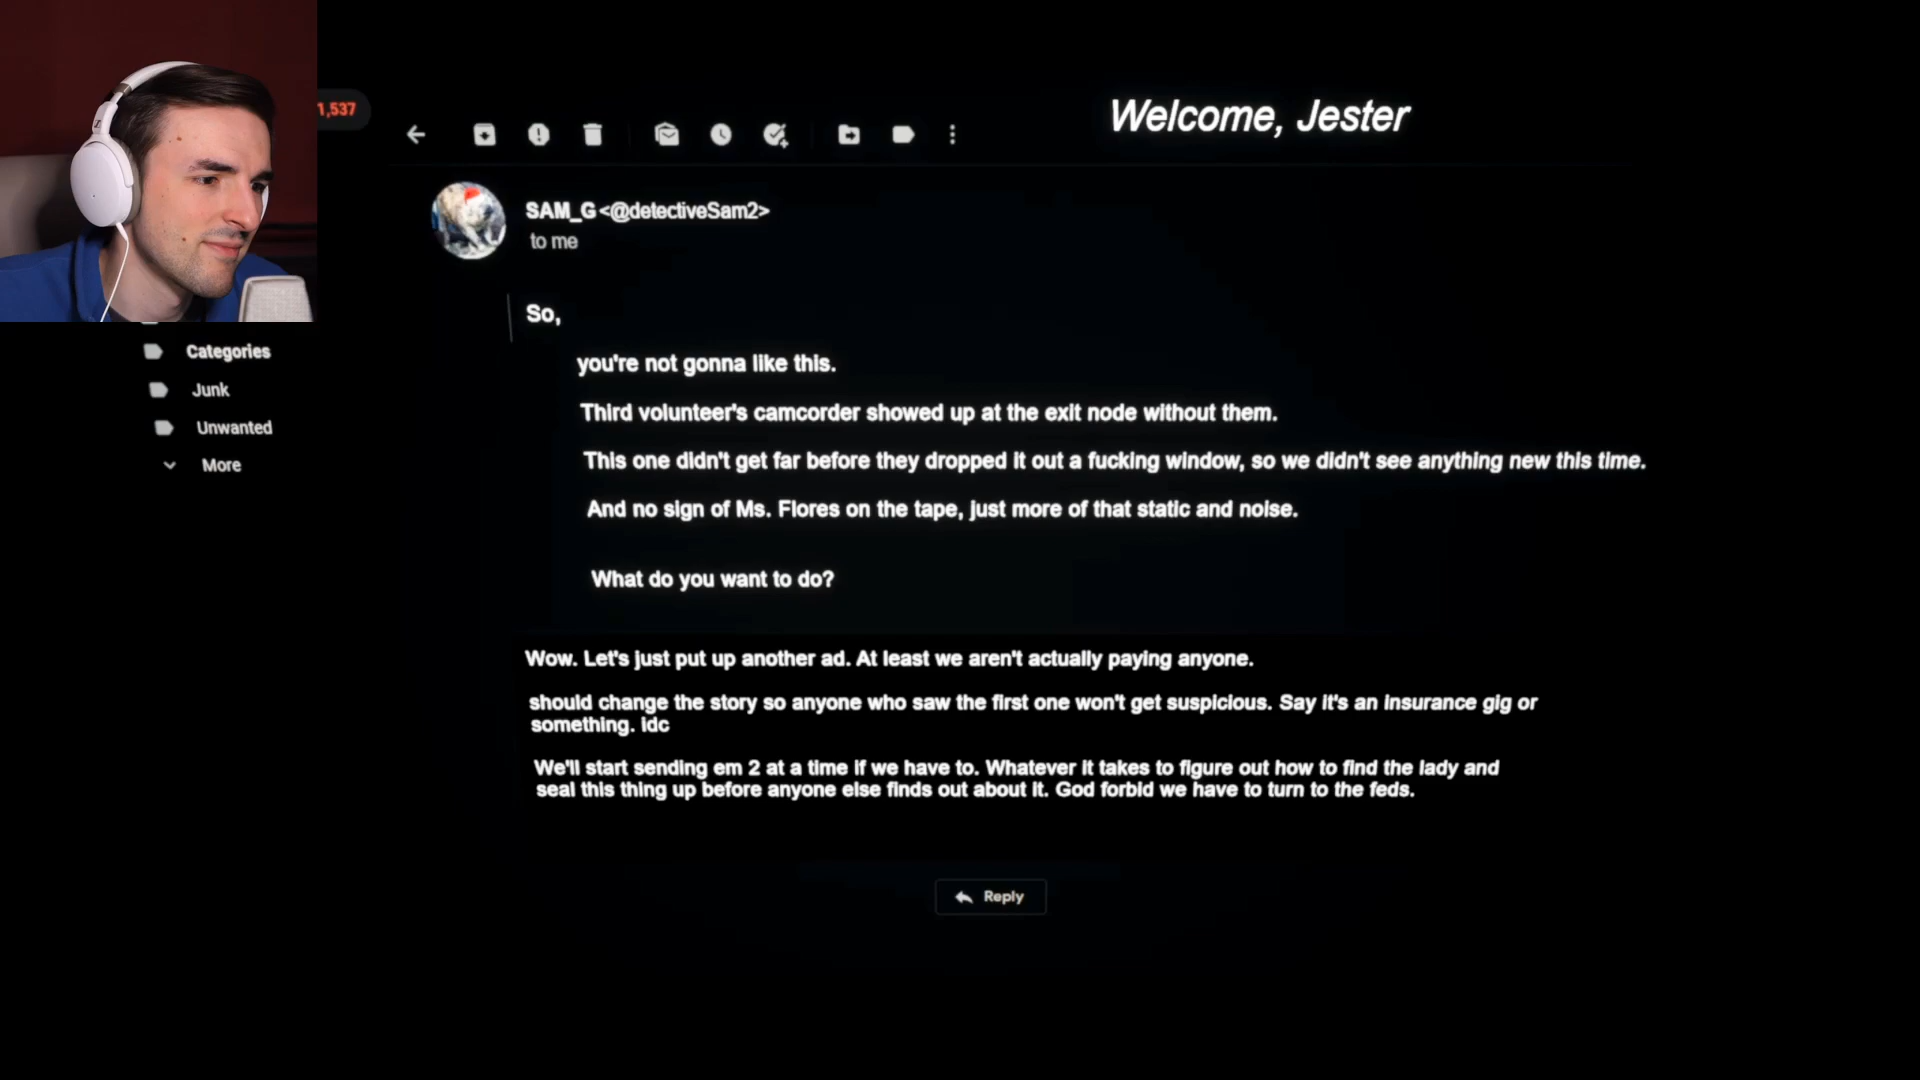 1,537
Welcome, Jester
SAM_G <@detectiveSam2>
to me
So,
you're not gonna like this.
Third volunteer's camcorder showed up at the exit node without them.
This one didn't get far before they dropped it out a fucking window, so we didn't see anything new this time.
And no sign of Ms. Flores on the tape, just more of that static and noise.
What do you want to do?
Categories
Junk
Unwanted
More
Wow. Let's just put up another ad. At least we aren't actually paying anyone.
should change the story so anyone who saw the first one won't get suspicious. Say it's an insurance gig or
something. idc
We'll start sending em 2 at a time if we have to. Whatever it takes to figure out how to find the lady and
seal this thing up before anyone else finds out about it. God forbid we have to turn to the feds.
Reply